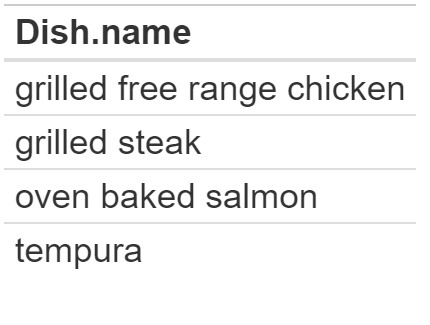 Dish.name
grilled free range chicken
grilled steak
oven baked salmon
tempura